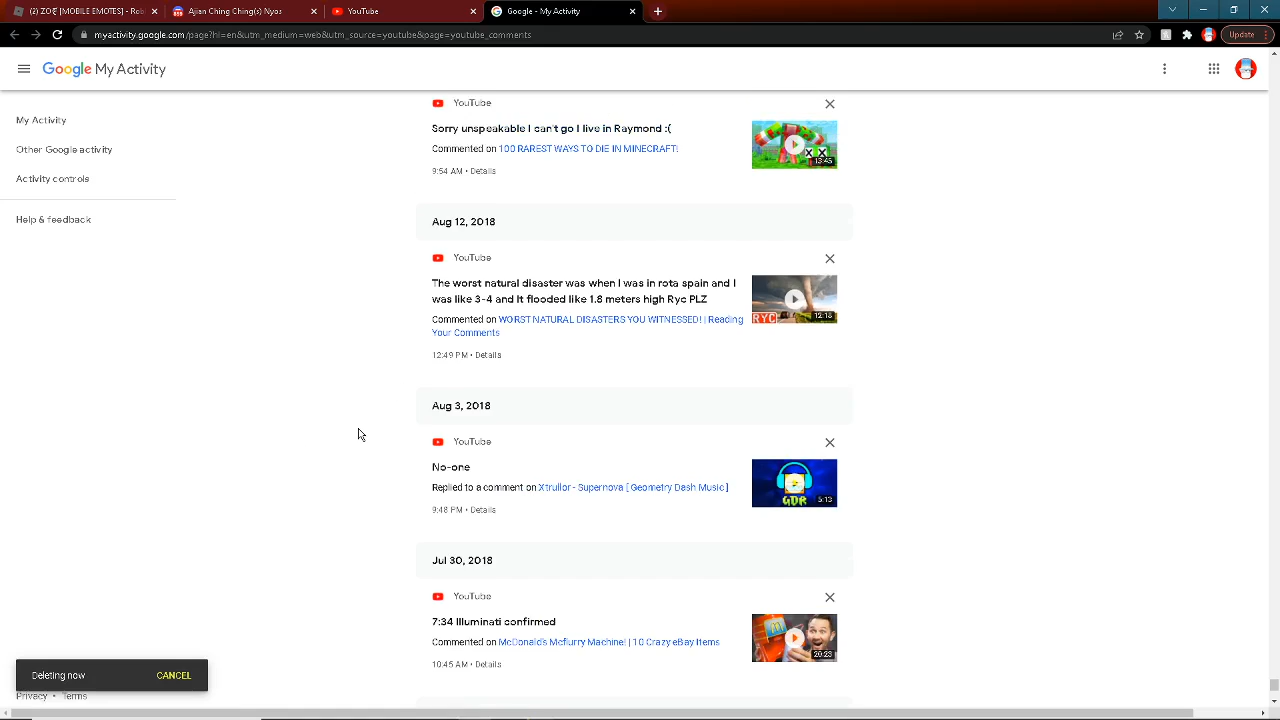 (2) ZOE [MOBILE EMOTES] - Robl
Ajian Ching Ching(s) Nyos
YouTube
Google - My Activity
myactivity.google.com/page?hl=en&utm_medium=web&utm_source=youtube&page=youtube_comments
Update
Google My Activity
My Activity
Other Google activity
Activity controls
Help & feedback
YouTube
Sorry unspeakable I can't go I live in Raymond :(
Commented on 100 RAREST WAYS TO DIE IN MINECRAFT!
13:45
9:54 AM • Details
Aug 12, 2018
YouTube
The worst natural disaster was when I was in rota spain and I
was like 3-4 and It flooded like 1.8 meters high Ryc PLZ
Commented on WORST NATURAL DISASTERS YOU WITNESSED! | Reading
Your Comments
RYC
12:18
12:49 PM • Details
Aug 3, 2018
YouTube
No-one
Replied to a comment on Xtrullor - Supernova [ Geometry Dash Music ]
GDR
5:13
9:48 PM • Details
Jul 30, 2018
YouTube
7:34 Illuminati confirmed
Commented on McDonald's Mcflurry Machine! | 10 Crazy eBay Items
20:23
10:45 AM • Details
Deleting now
CANCEL
Privacy • Terms